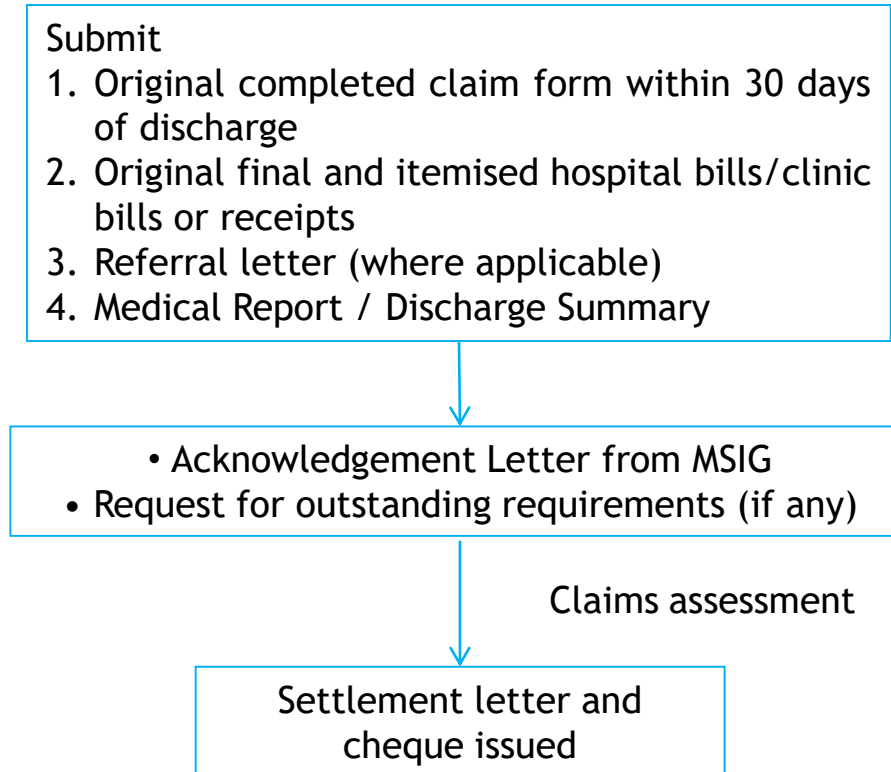 Submit
1. Original completed claim form within 30 days
of discharge
2. Original final and itemised hospital bills/clinic
bills or receipts
3. Referral letter (where applicable)
4. Medical Report / Discharge Summary
• Acknowledgement Letter from MSIG
• Request for outstanding requirements (if any)
Claims assessment
Settlement letter and
cheque issued